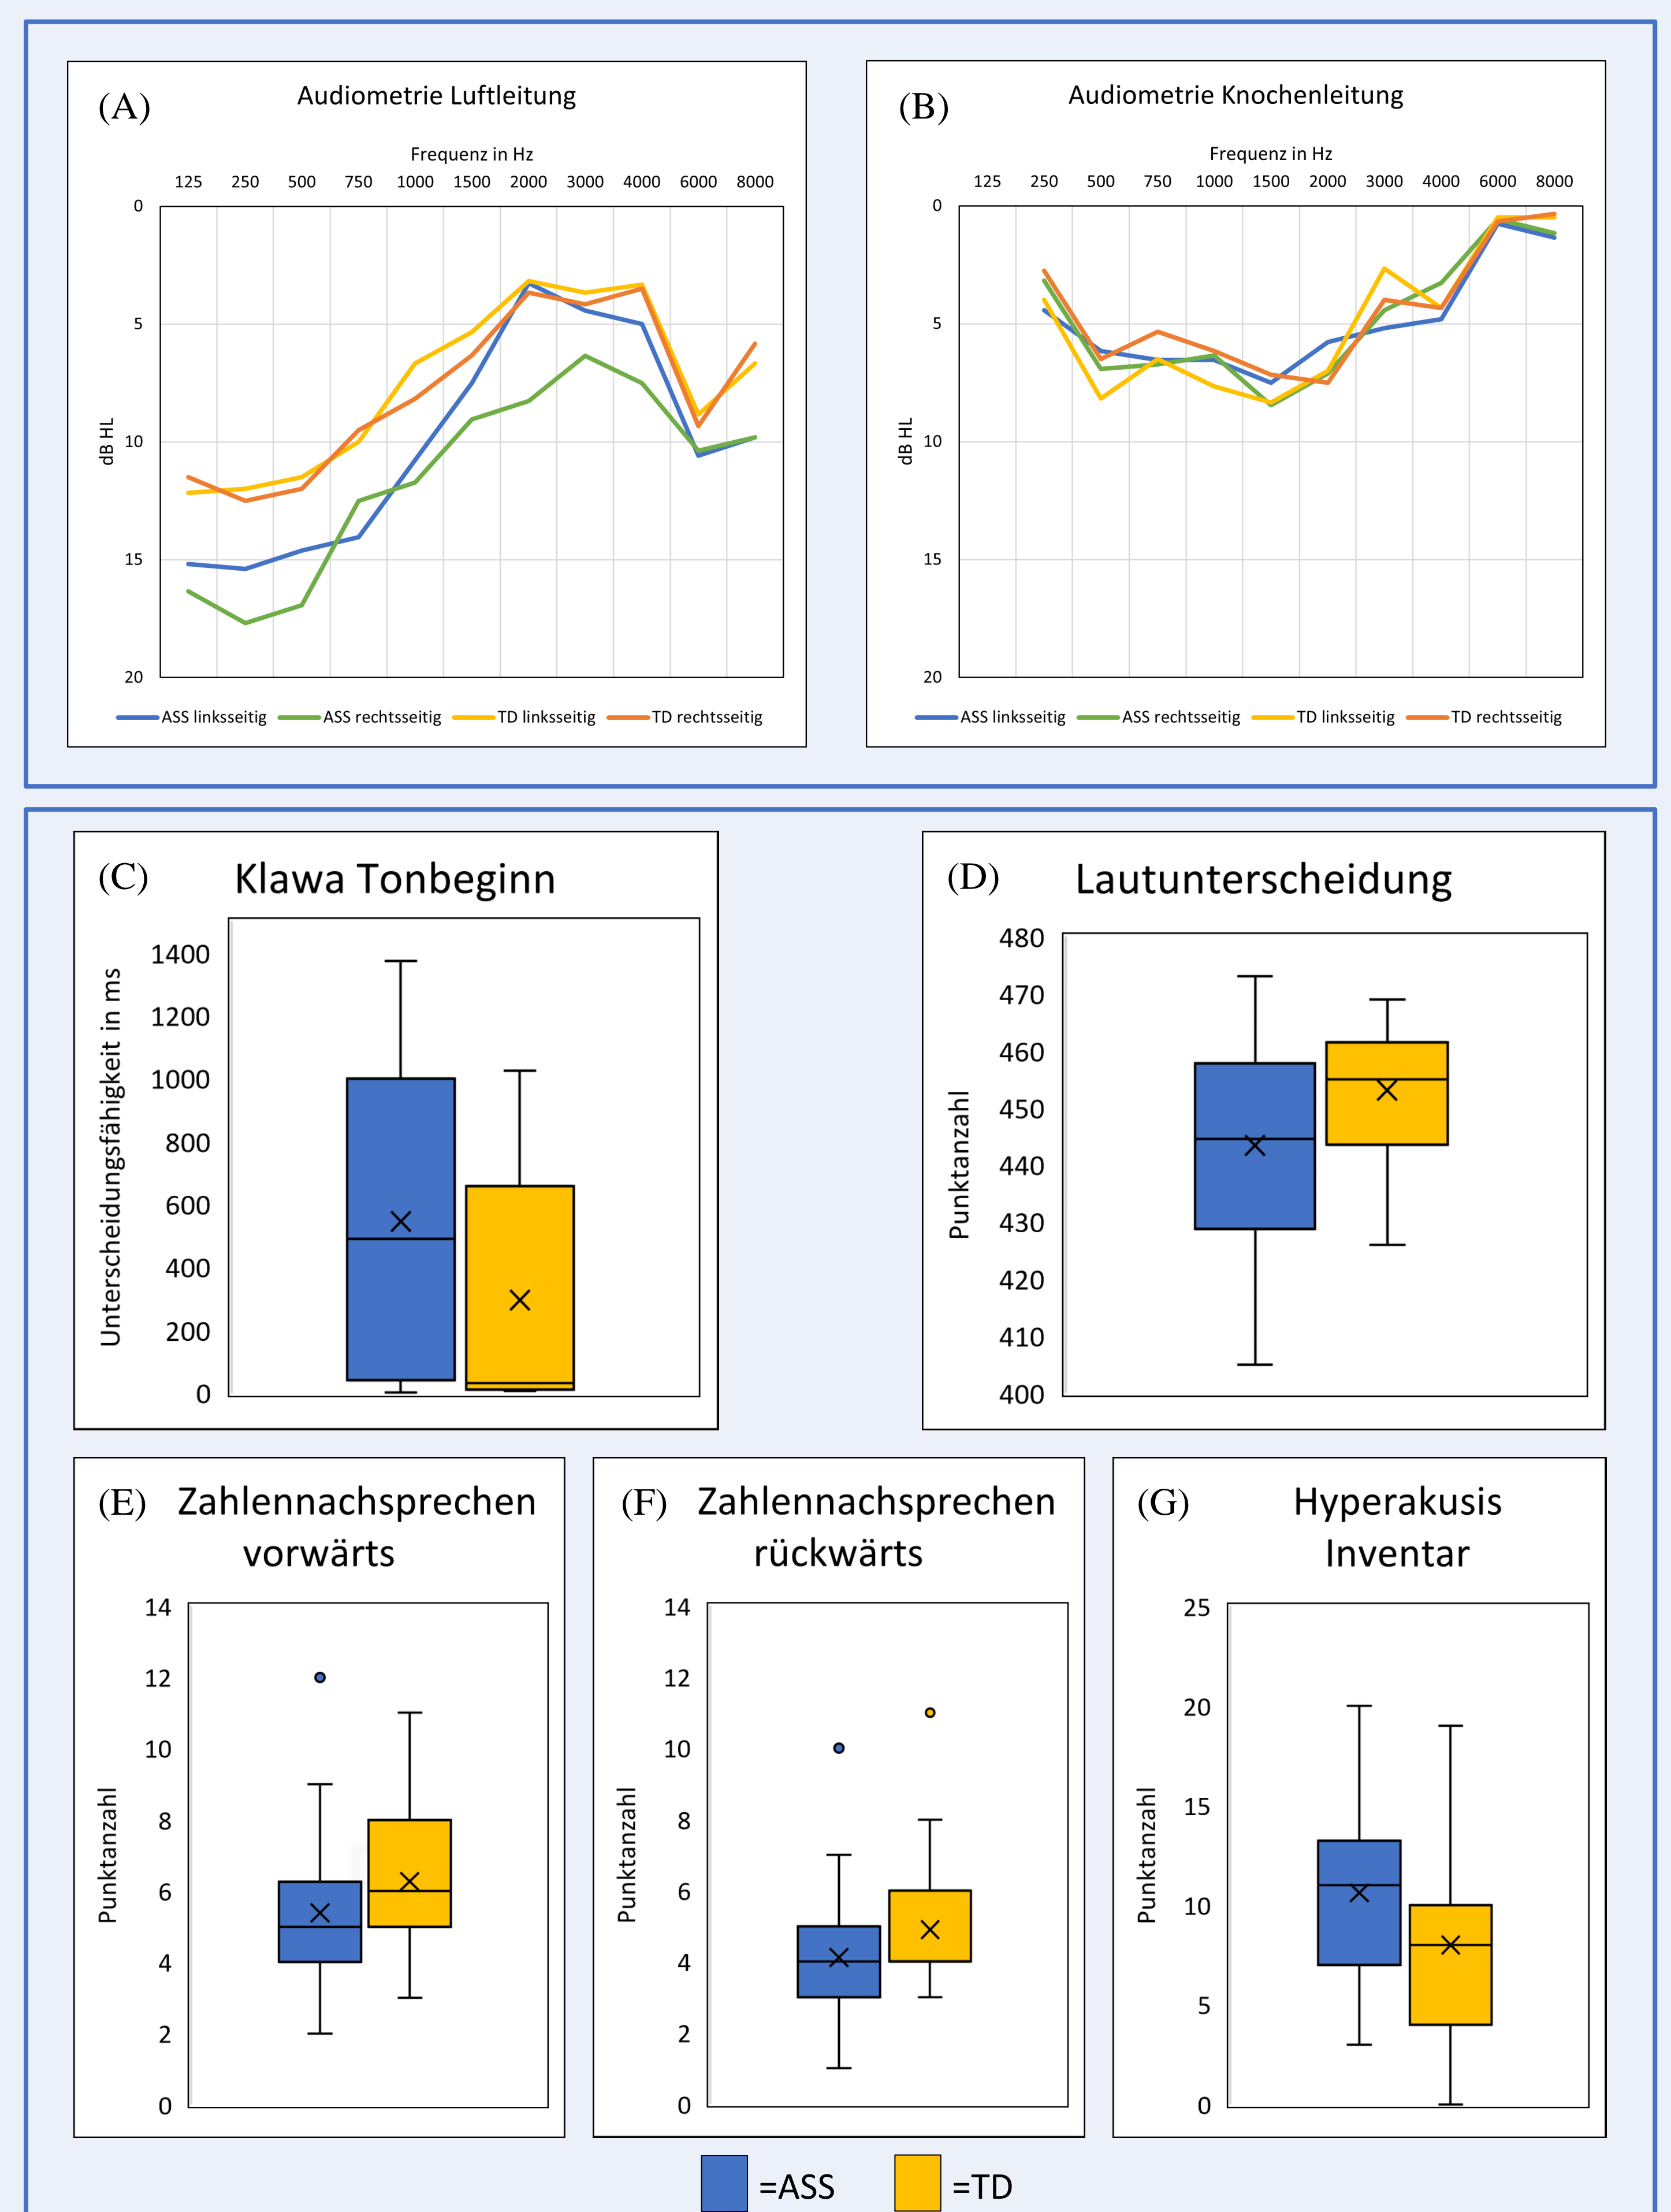 (A)
Audiometrie Luftleitung
Frequenz in Hz
125 250 500 750 1000 1500 2000 3000 4000 6000 8000
0
5
10
15
20
dB HL
ASS linksseitig ASS rechtsseitig TD linksseitig TD rechtsseitig
(B)
Audiometrie Knochenleitung
Frequenz in Hz
125 250 500 750 1000 1500 2000 3000 4000 6000 8000
0
5
10
15
20
dB HL
ASS linksseitig ASS rechtsseitig TD linksseitig TD rechtsseitig
(C)
Klawa Tonbeginn
Unterscheidungsfähigkeit in ms
1400
1200
1000
800
600
400
200
0
(D)
Lautunterscheidung
Punktanzahl
480
470
460
450
440
430
420
410
400
(E)
Zahlennachsprechen
vorwärts
Punktanzahl
14
12
10
8
6
4
2
0
(F)
Zahlennachsprechen
rückwärts
Punktanzahl
14
12
10
8
6
4
2
0
(G)
Hyperakusis
Inventar
Punktanzahl
25
20
15
10
5
0
=ASS =TD